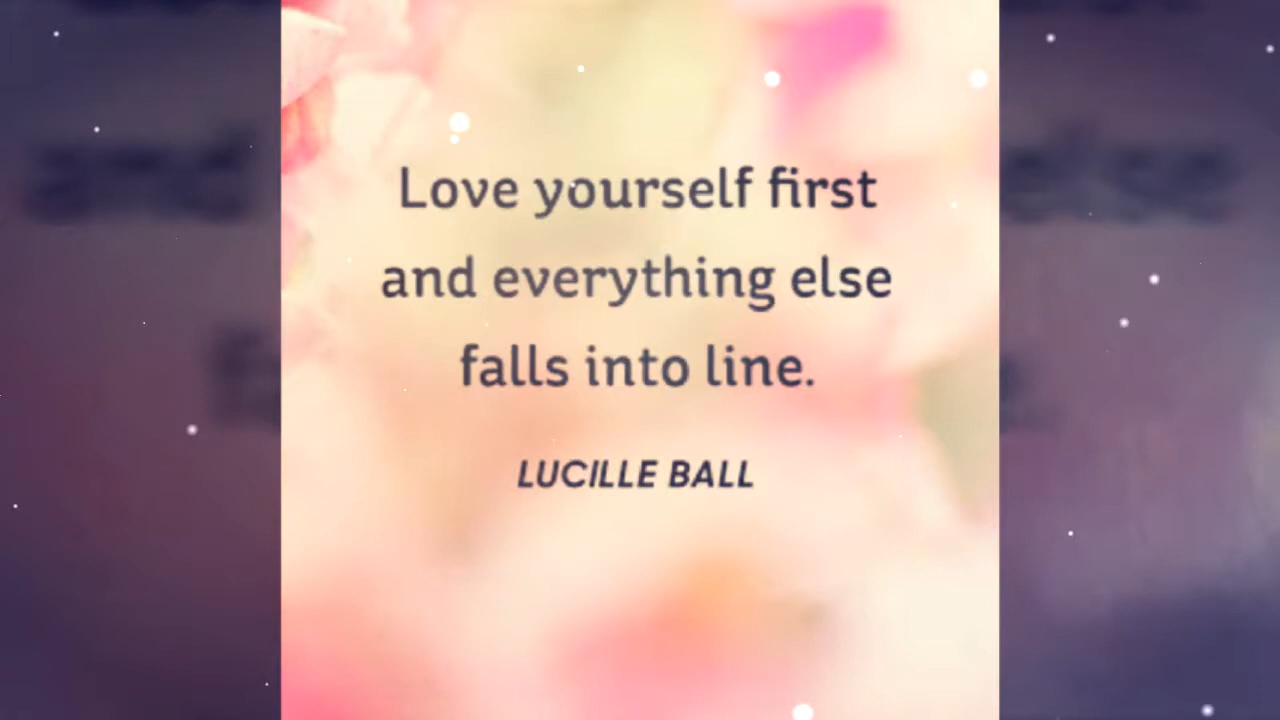 Love yourself first
and everything else
falls into line.
LUCILLE BALL